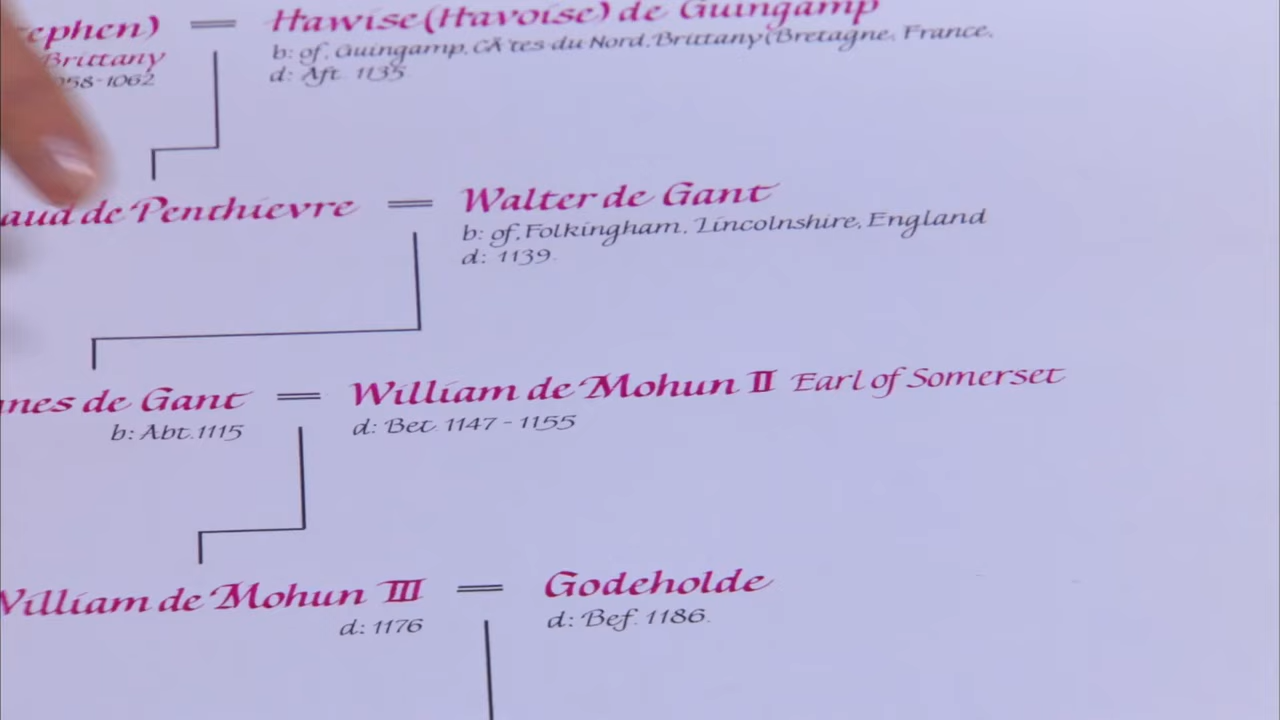 ephen) = Hawise (Havoise) de Guingamp
Brittany b: of, Guingamp, CÃ´tes du Nord, Brittany (Bretagne, France,
058-1062 d: Aft. 1135
aud de Penthievre = Walter de Gant
b: of, Folkingham, Lincolnshire, England
d: 1139.
nes de Gant = William de Mohun II Earl of Somerset
b: Abt. 1115 d: Bet. 1147 - 1155
William de Mohun III = Godeholde
d: 1176 d: Bef. 1186.